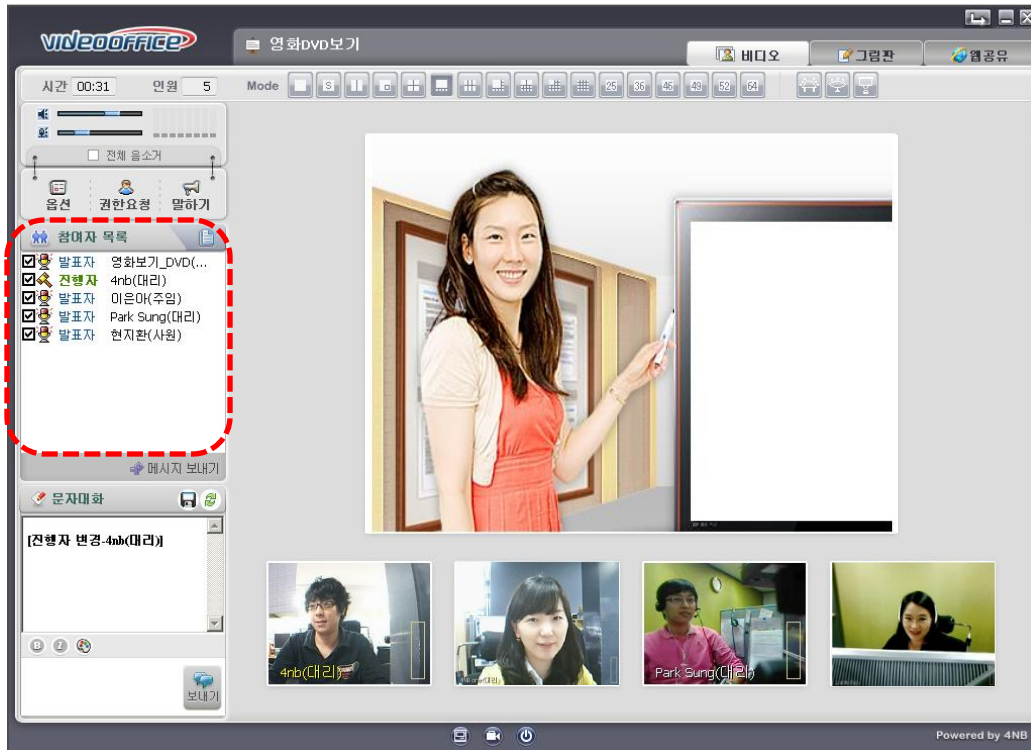 VIDEOOFFICE
영화DVD보기
비디오
그림판
웹공유
시간 00:31 인원 5
Mode S 25 36 46 49 52 64
전체 음소거
옵션 권한요청 말하기
참여자 목록
발표자 영화보기_DVD(...
진행자 4nb(대리)
발표자 이은아(주임)
발표자 Park Sung(대리)
발표자 현지환(사원)
메시지 보내기
문자대화
[진행자 변경-4nb(대리)]
보내기
4nb(대리)
Park Sung(대리)
Powered by 4NB